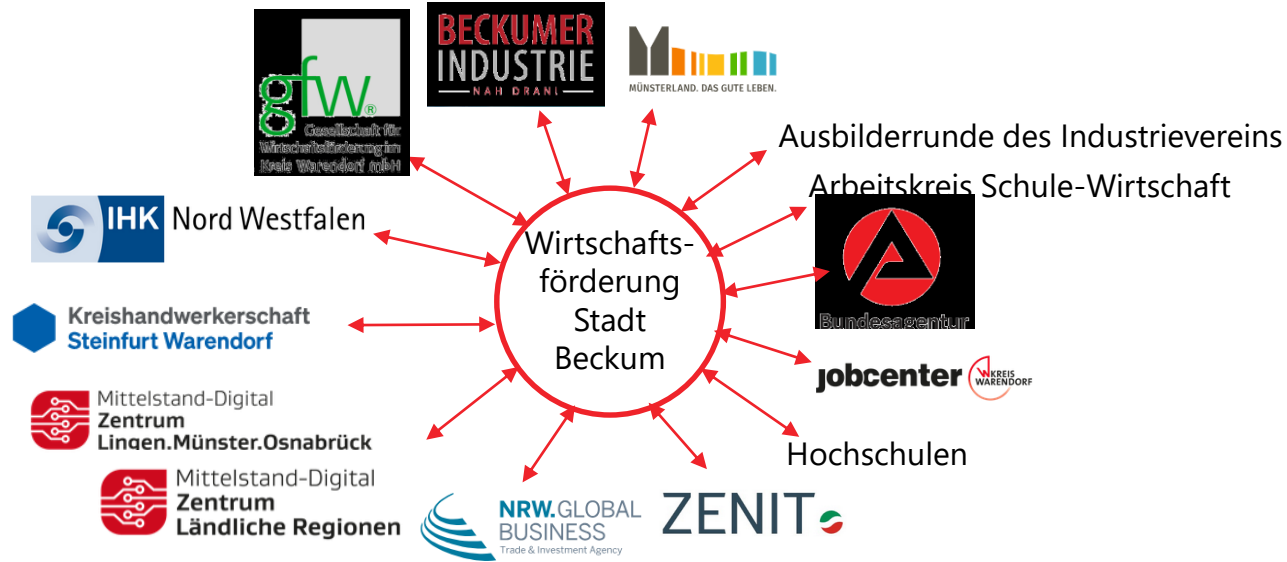 gfw®
Gesellschaft für
Wirtschaftsförderung im
Kreis Warendorf mbH
BECKUMER
INDUSTRIE
NAH DRAN!
MÜNSTERLAND. DAS GUTE LEBEN.
Ausbilderrunde des Industrievereins
Arbeitskreis Schule-Wirtschaft
IHK Nord Westfalen
Wirtschafts-
förderung
Stadt
Beckum
Bundesagentur
Kreishandwerkerschaft
Steinfurt Warendorf
jobcenter KREIS
WARENDORF
Mittelstand-Digital
Zentrum
Lingen.Münster.Osnabrück
Hochschulen
Mittelstand-Digital
Zentrum
Ländliche Regionen
NRW.GLOBAL
BUSINESS
Trade & Investment Agency
ZENIT